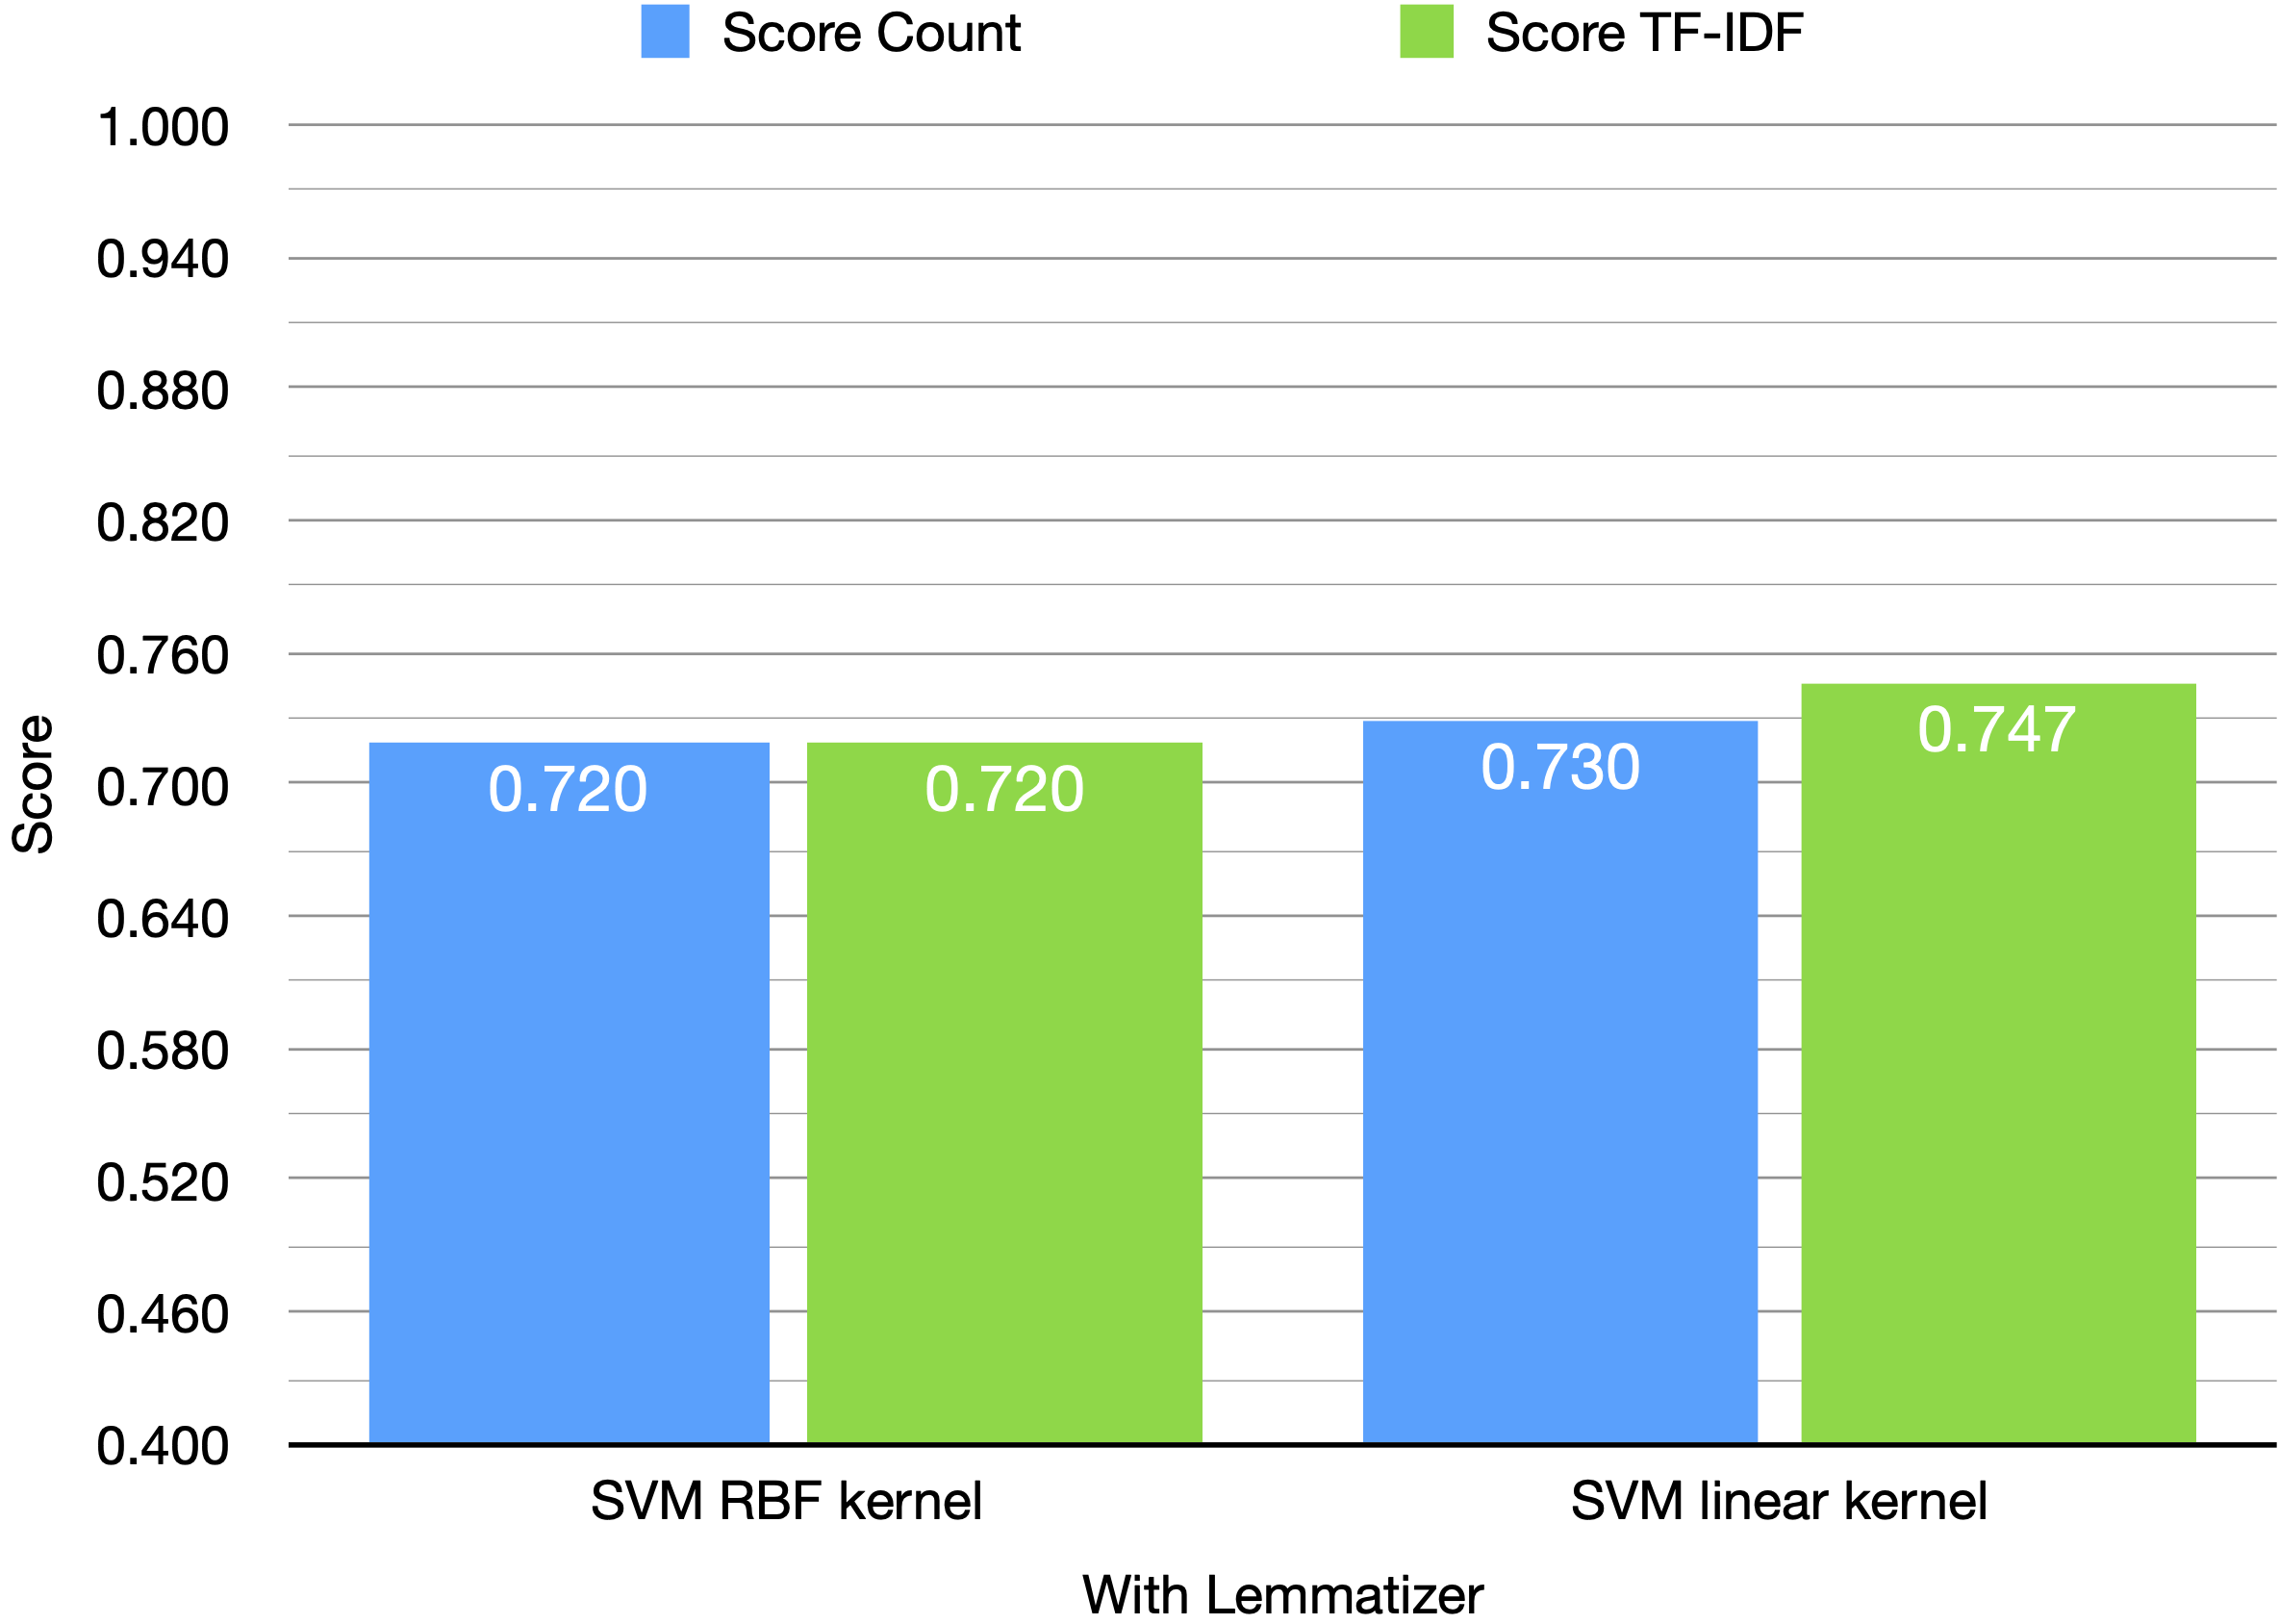 Score Count
Score TF-IDF
1.000
0.940
0.880
0.820
0.760
0.700
0.640
0.580
0.520
0.460
0.400
Score
0.720
0.720
0.730
0.747
SVM RBF kernel
SVM linear kernel
With Lemmatizer